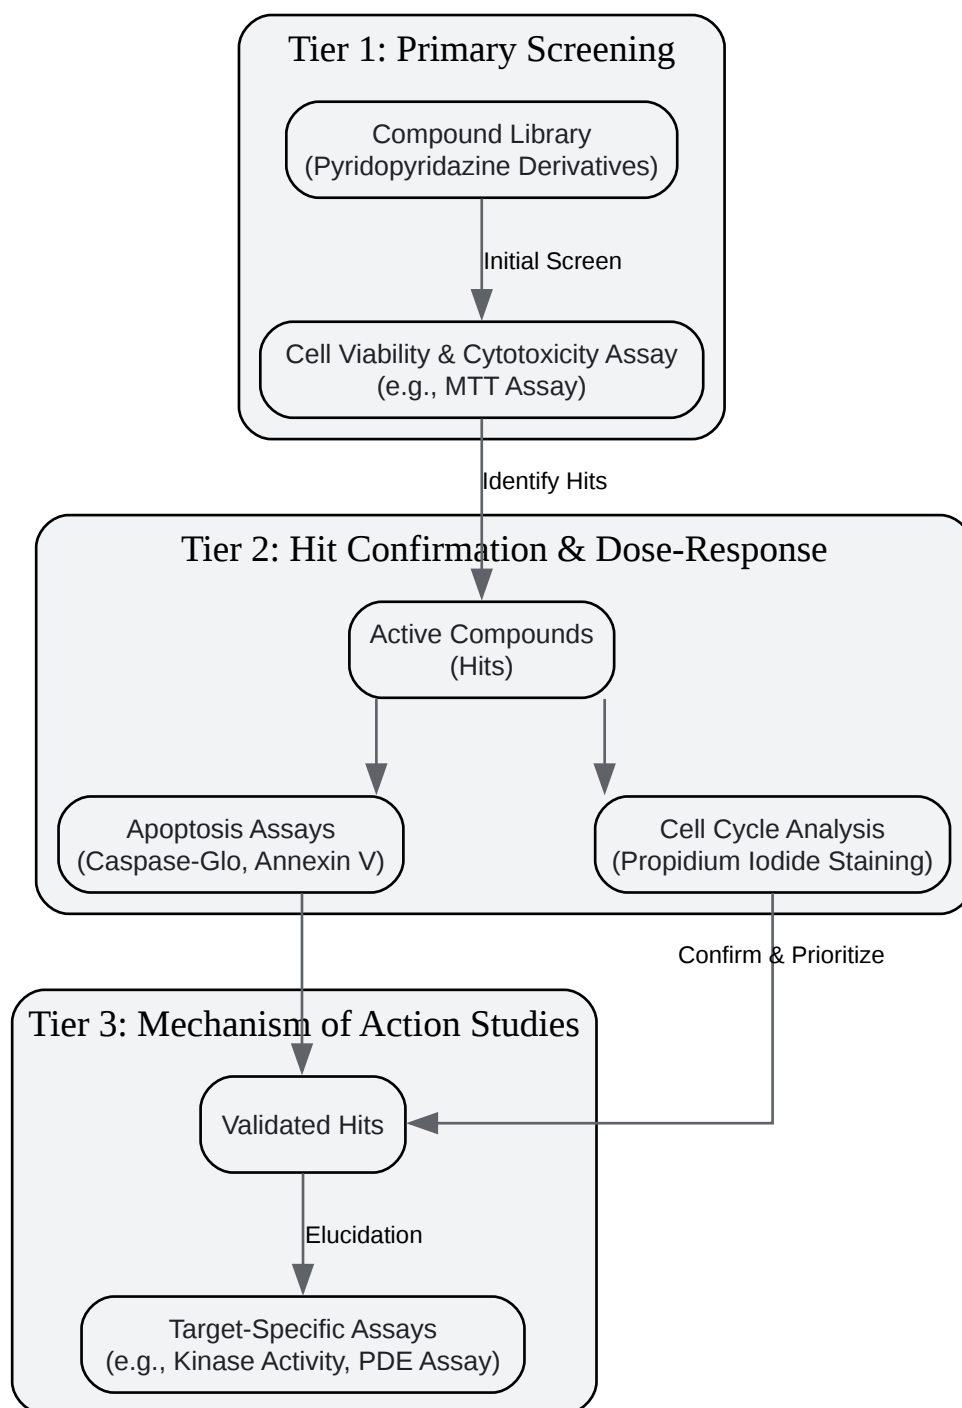 Tier 1: Primary Screening
Compound Library
(Pyridopyridazine Derivatives)
Initial Screen
Cell Viability & Cytotoxicity Assay
(e.g., MTT Assay)
Identify Hits
Tier 2: Hit Confirmation & Dose-Response
Active Compounds
(Hits)
Apoptosis Assays
(Caspase-Glo, Annexin V)
Cell Cycle Analysis
(Propidium Iodide Staining)
Confirm & Prioritize
Tier 3: Mechanism of Action Studies
Validated Hits
Elucidation
Target-Specific Assays
(e.g., Kinase Activity, PDE Assay)